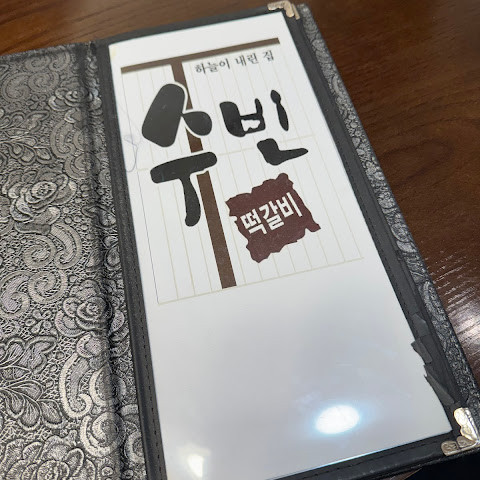 하늘이 내린 집
수빈
떡갈비